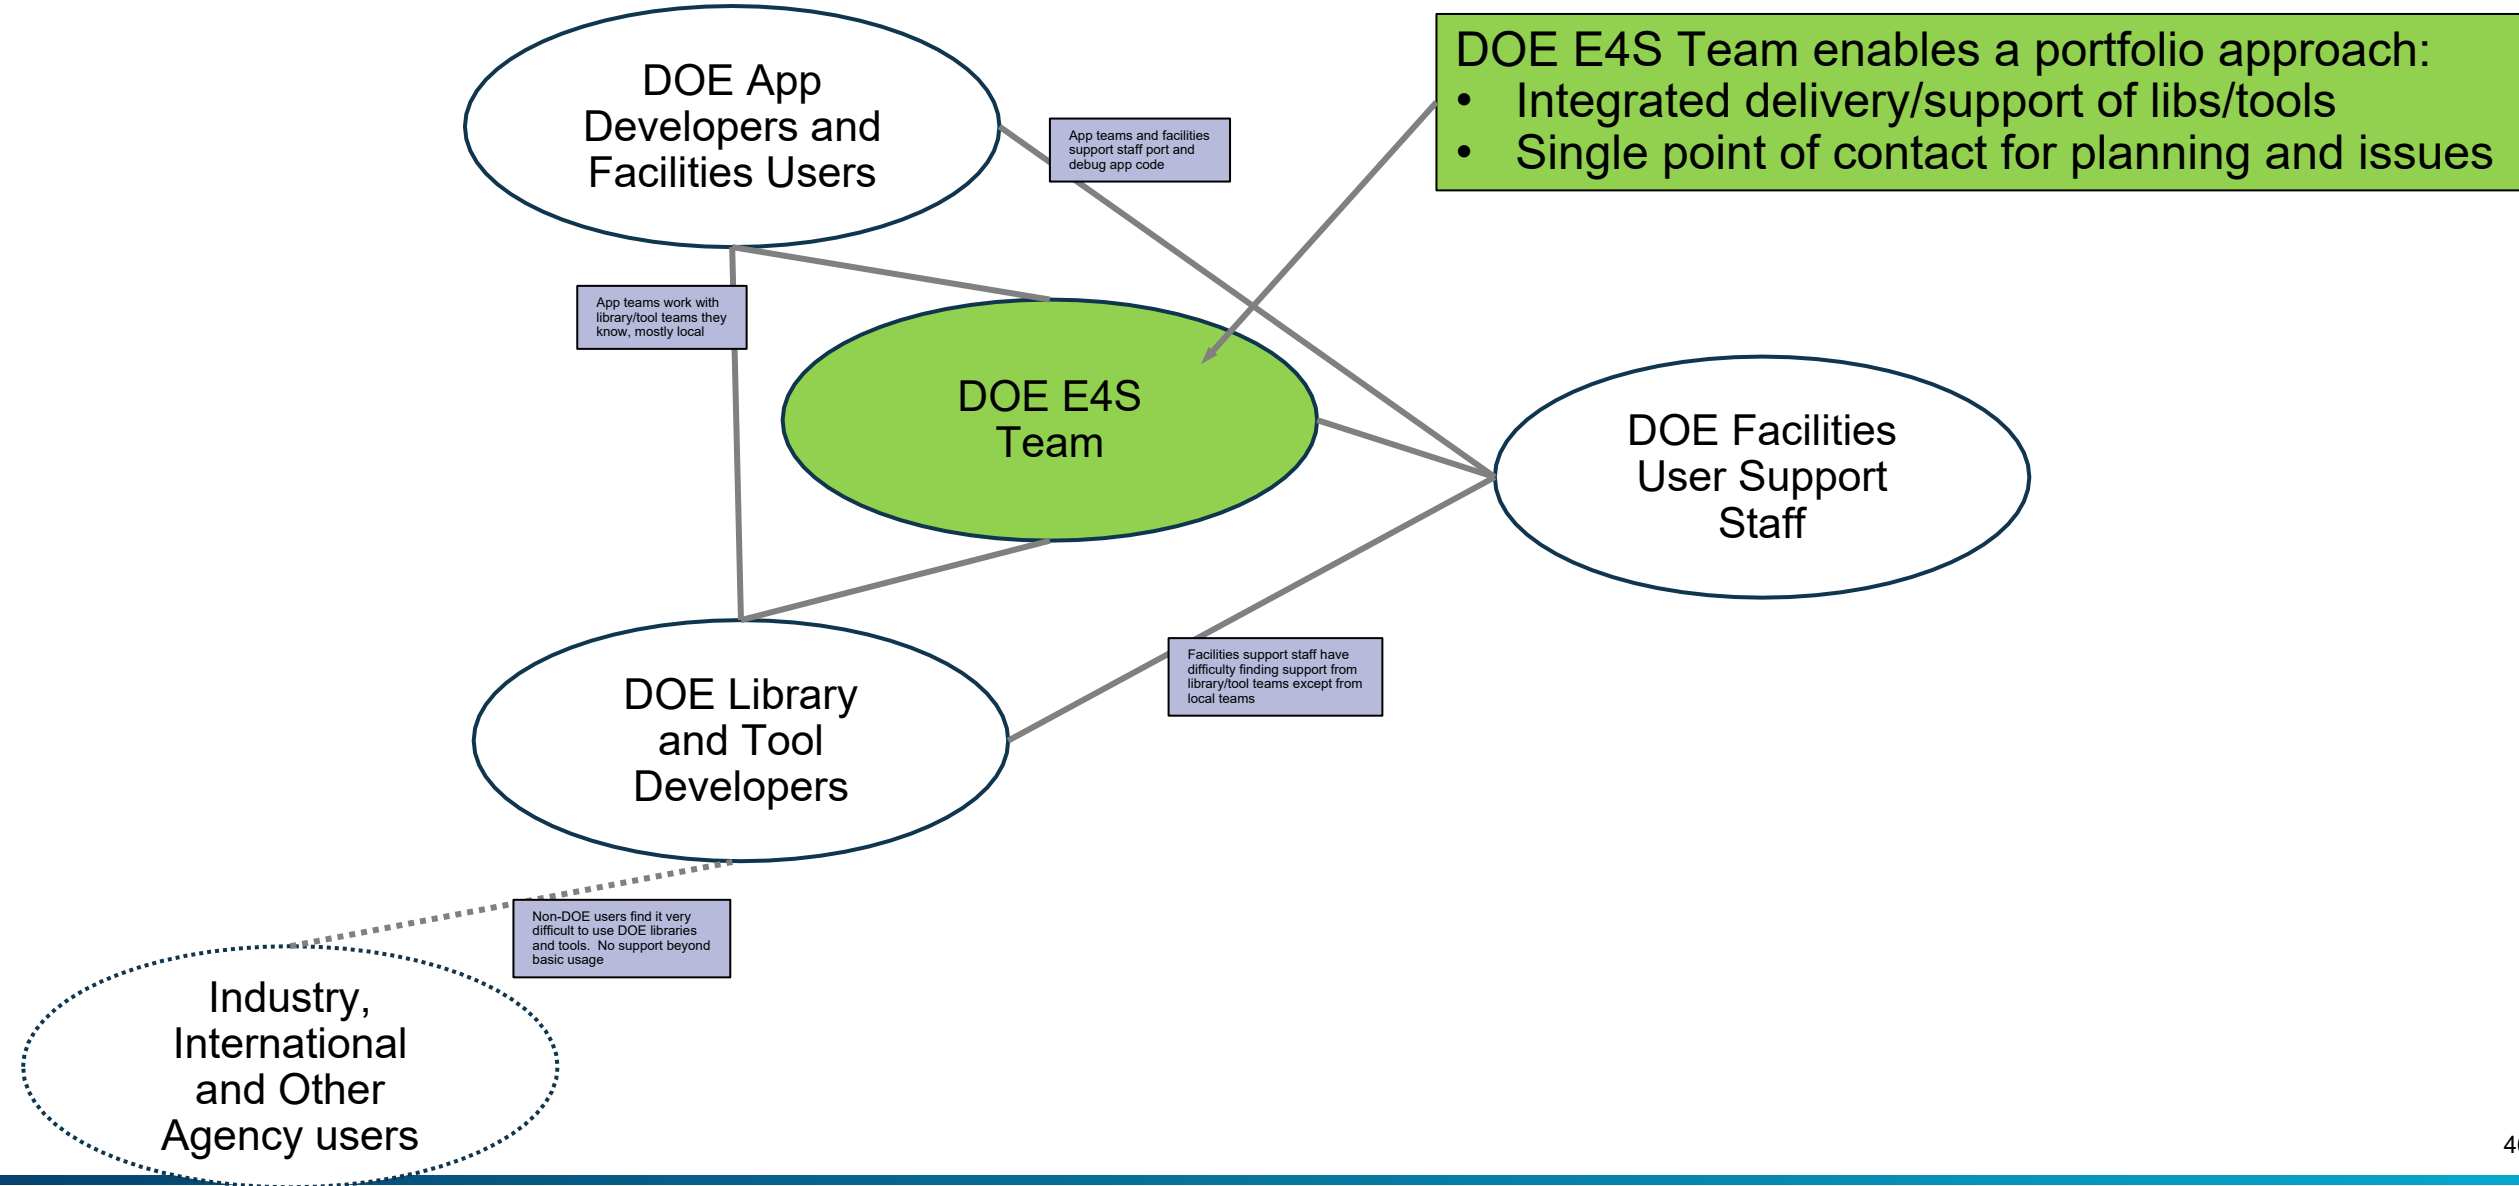 DOE App
Developers and
Facilities Users
DOE E4S Team enables a portfolio approach:
• Integrated delivery/support of libs/tools
• Single point of contact for planning and issues
App teams and facilities
support staff port and
debug app code
App teams work with
library/tool teams they
know, mostly local
DOE E4S
Team
DOE Facilities
User Support
Staff
Facilities support staff have
difficulty finding support from
library/tool teams except from
local teams
DOE Library
and Tool
Developers
Non-DOE users find it very
difficult to use DOE libraries
and tools.  No support beyond
basic usage
Industry,
International
and Other
Agency users